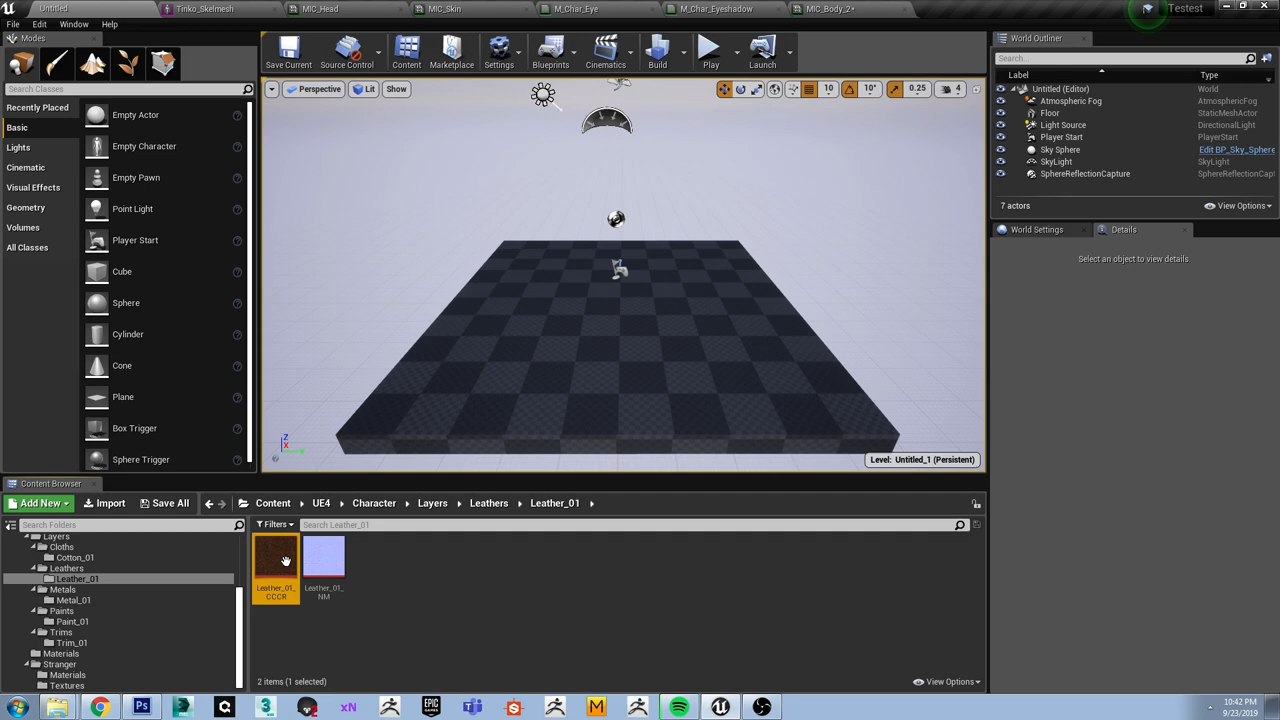 Untitled
Tinko_Skelmesh
MIC_Head
MIC_Skin
M_Char_Eye
M_Char_Eyeshadow
MIC_Body_2*
Testest
File
Edit
Window
Help
Modes
Search Classes
Recently Placed
Basic
Lights
Cinematic
Visual Effects
Geometry
Volumes
All Classes
Empty Actor
Empty Character
Empty Pawn
Point Light
Player Start
Cube
Sphere
Cylinder
Cone
Plane
Box Trigger
Sphere Trigger
Save Current
Source Control
Content
Marketplace
Settings
Blueprints
Cinematics
Build
Play
Launch
Perspective
Lit
Show
10
10°
0.25
4
Z
X
Level: Untitled_1 (Persistent)
World Outliner
Search...
Label
Type
Untitled (Editor)
World
Atmospheric Fog
AtmosphericFog
Floor
StaticMeshActor
Light Source
DirectionalLight
Player Start
PlayerStart
Sky Sphere
Edit BP_Sky_Sphere
SkyLight
SkyLight
SphereReflectionCapture
SphereReflectionCapt
7 actors
View Options
World Settings
Details
Select an object to view details.
Content Browser
Add New
Import
Save All
Content
UE4
Character
Layers
Leathers
Leather_01
Search Folders
Filters
Search Leather_01
Layers
Cloths
Cotton_01
Leathers
Leather_01
Metals
Metal_01
Paints
Paint_01
Trims
Trim_01
Materials
Stranger
Materials
Textures
Leather_01_
CCCR
Leather_01_
NM
2 items (1 selected)
View Options
Ps
3
xN
EPIC
GAMES
M
10:42 PM
9/23/2019